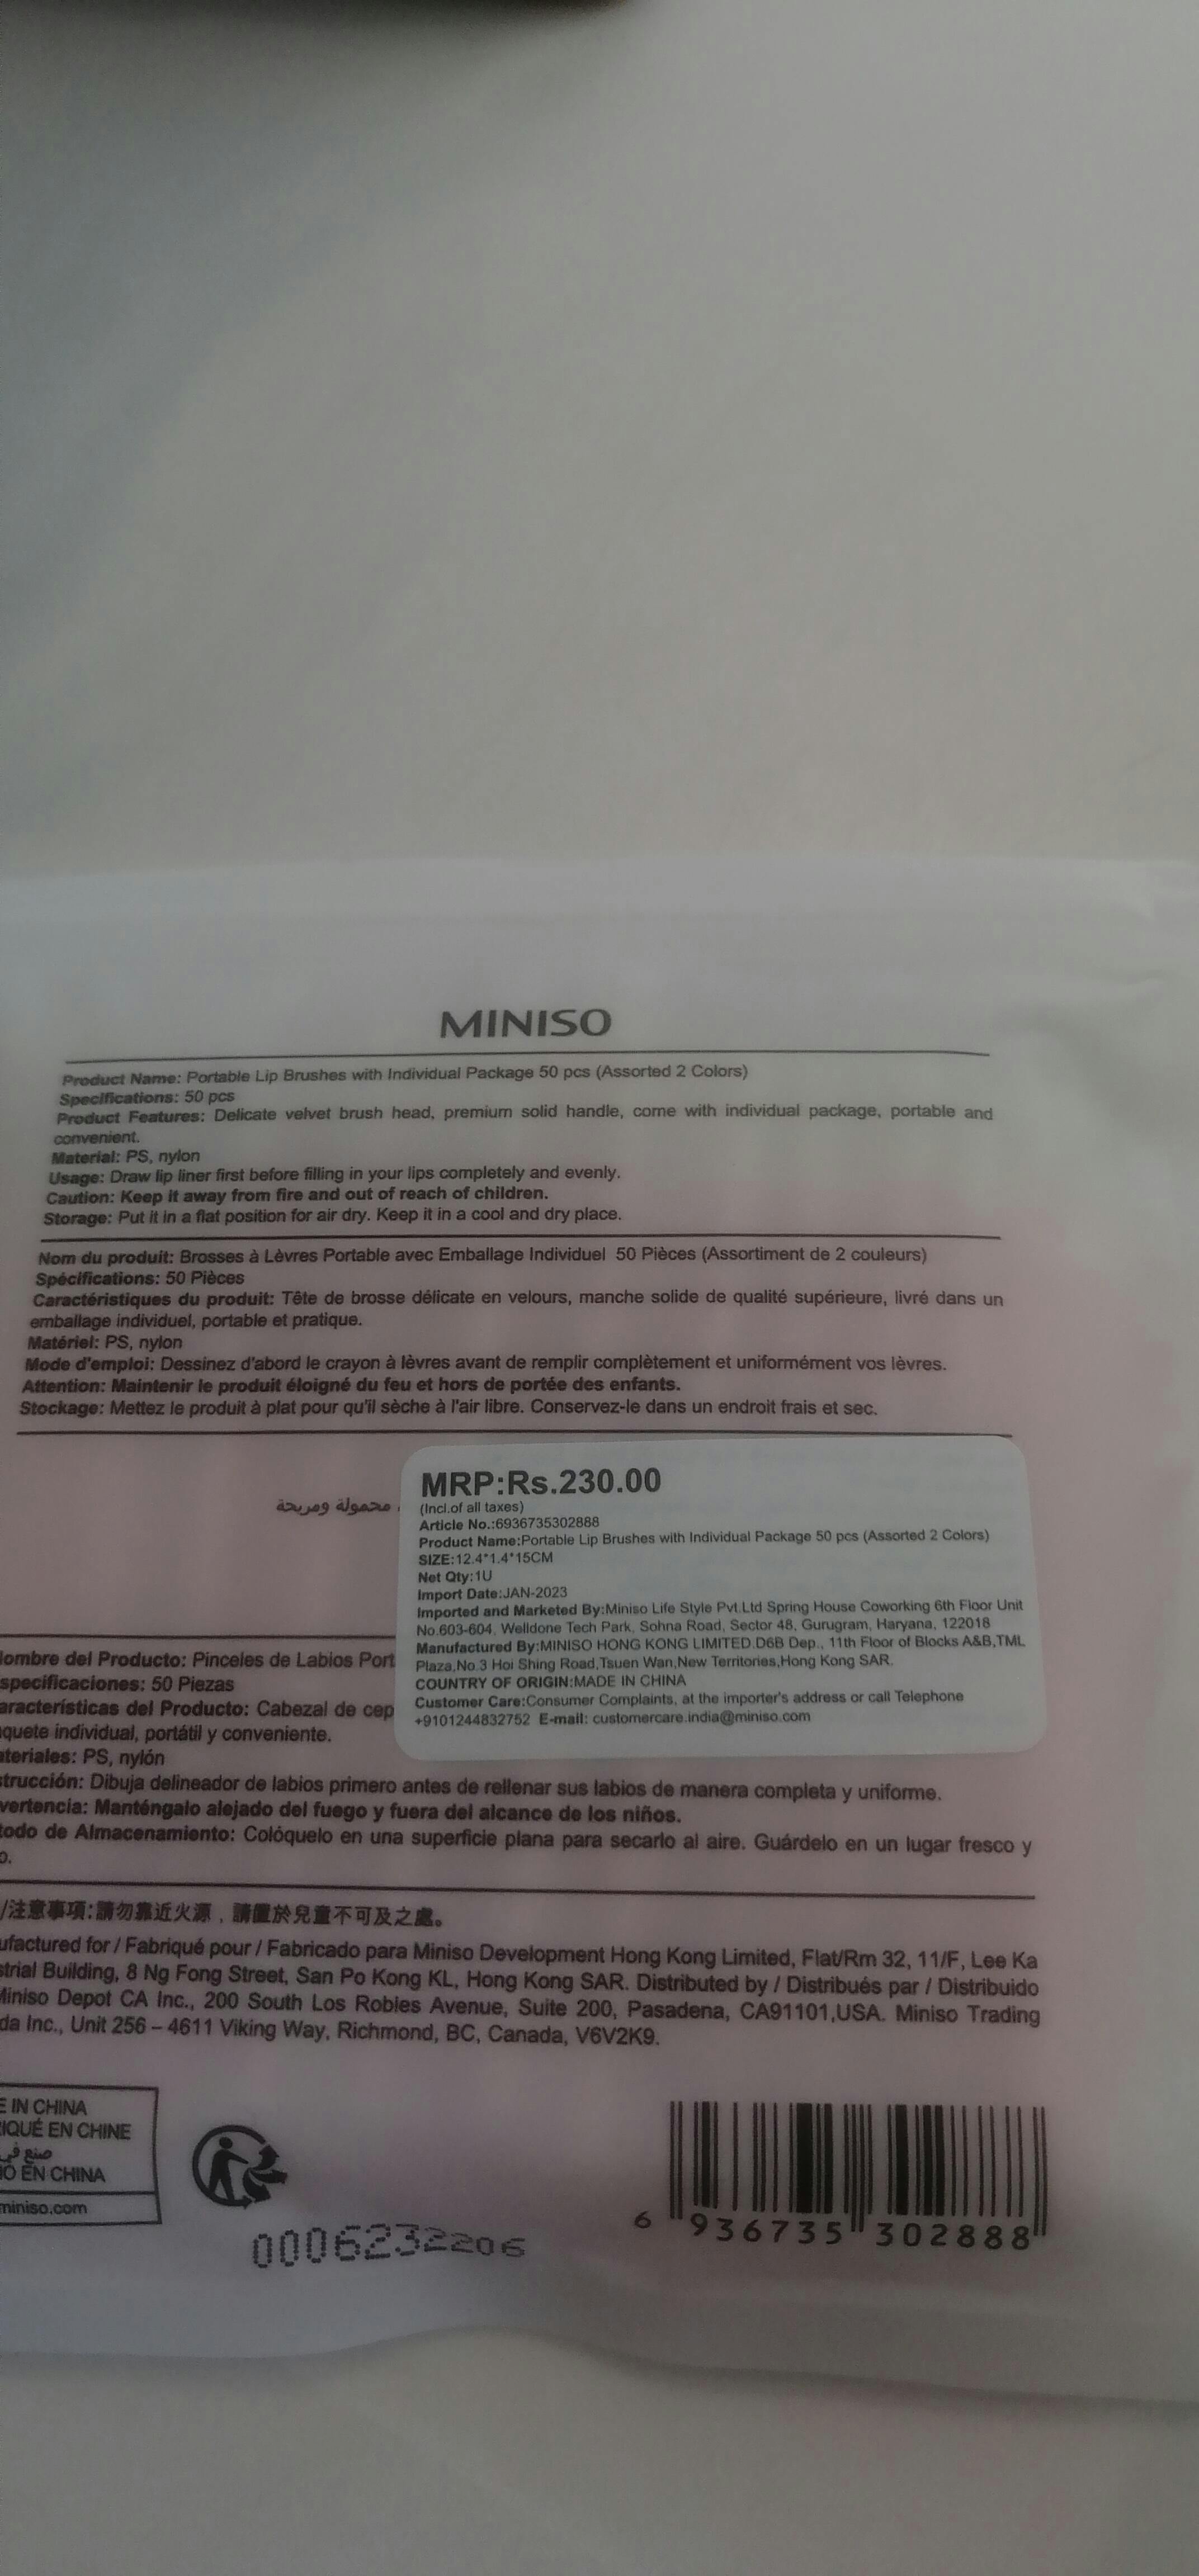 MINISO
Product Name: Portable Lip Brushes with Individual Package 50 pcs (Assorted 2 Colors)
Specifications: 50 pcs
Product Features: Delicate velvet brush head, premium solid handle, come with individual package, portable and
convenient.
Material: PS, nylon
Usage: Draw lip liner first before filling in your lips completely and evenly.
Caution: Keep it away from fire and out of reach of children.
Storage: Put it in a flat position for air dry. Keep it in a cool and dry place.
Nom du produit: Brosses à Lèvres Portable avec Emballage Individuel 50 Pièces (Assortiment de 2 couleurs)
Spécifications: 50 Pièces
Caractéristiques du produit: Tête de brosse délicate en velours, manche solide de qualité supérieure, livré dans un
emballage individuel, portable et pratique.
Matériel: PS, nylon
Mode d'emploi: Dessinez d'abord le crayon à lèvres avant de remplir complètement et uniformément vos lèvres.
Attention: Maintenir le produit éloigné du feu et hors de portée des enfants.
Stockage: Mettez le produit à plat pour qu'il sèche à l'air libre. Conservez-le dans un endroit frais et sec.
، محمولة ومريحة
MRP:Rs.230.00
(Incl.of all taxes)
Article No.:6936735302888
Product Name:Portable Lip Brushes with Individual Package 50 pcs (Assorted 2 Colors)
SIZE:12.4*1.4*15CM
Net Qty:1U
Import Date:JAN-2023
Imported and Marketed By:Miniso Life Style Pvt.Ltd Spring House Coworking 6th Floor Unit
No.603-604, Welldone Tech Park, Sohna Road, Sector 48, Gurugram, Haryana, 122018
Manufactured By:MINISO HONG KONG LIMITED.D6B Dep., 11th Floor of Blocks A&B,TML
Plaza,No.3 Hoi Shing Road,Tsuen Wan,New Territories,Hong Kong SAR.
COUNTRY OF ORIGIN:MADE IN CHINA
Customer Care:Consumer Complaints, at the importer's address or call Telephone
+9101244832752 E-mail: customercare.india@miniso.com
ombre del Producto: Pinceles de Labios Port
specificaciones: 50 Piezas
aracterísticas del Producto: Cabezal de cep
quete individual, portátil y conveniente.
ateriales: PS, nylón
strucción: Dibuja delineador de labios primero antes de rellenar sus labios de manera completa y uniforme.
vertencia: Manténgalo alejado del fuego y fuera del alcance de los niños.
todo de Almacenamiento: Colóquelo en una superficie plana para secarlo al aire. Guárdelo en un lugar fresco y
o.
/注意事項:請勿靠近火源，請置於兒童不可及之處。
ufactured for / Fabriqué pour / Fabricado para Miniso Development Hong Kong Limited, Flat/Rm 32, 11/F, Lee Ka
strial Building, 8 Ng Fong Street, San Po Kong KL, Hong Kong SAR. Distributed by / Distribués par / Distribuido
Miniso Depot CA Inc., 200 South Los Robles Avenue, Suite 200, Pasadena, CA91101,USA. Miniso Trading
da Inc., Unit 256 – 4611 Viking Way, Richmond, BC, Canada, V6V2K9.
E IN CHINA
IQUÉ EN CHINE
صنع في
O EN CHINA
miniso.com
0006232206
6 936735 302888